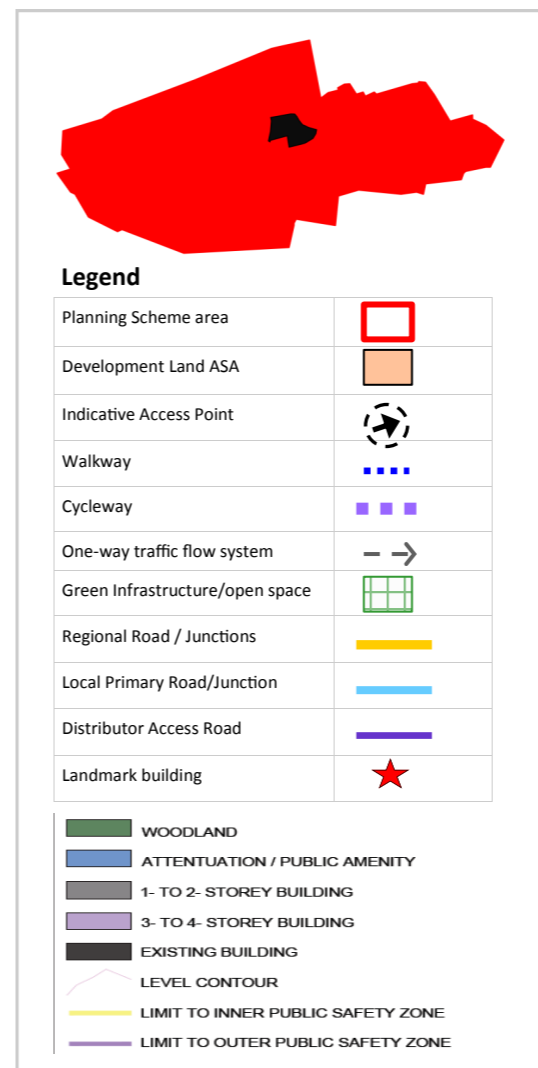 Legend
Planning Scheme area
Development Land ASA
Indicative Access Point
Walkway
Cycleway
One-way traffic flow system
Green Infrastructure/open space
Regional Road / Junctions
Local Primary Road/Junction
Distributor Access Road
Landmark building
WOODLAND
ATTENTUATION / PUBLIC AMENITY
1- TO 2- STOREY BUILDING
3- TO 4- STOREY BUILDING
EXISTING BUILDING
LEVEL CONTOUR
LIMIT TO INNER PUBLIC SAFETY ZONE
LIMIT TO OUTER PUBLIC SAFETY ZONE